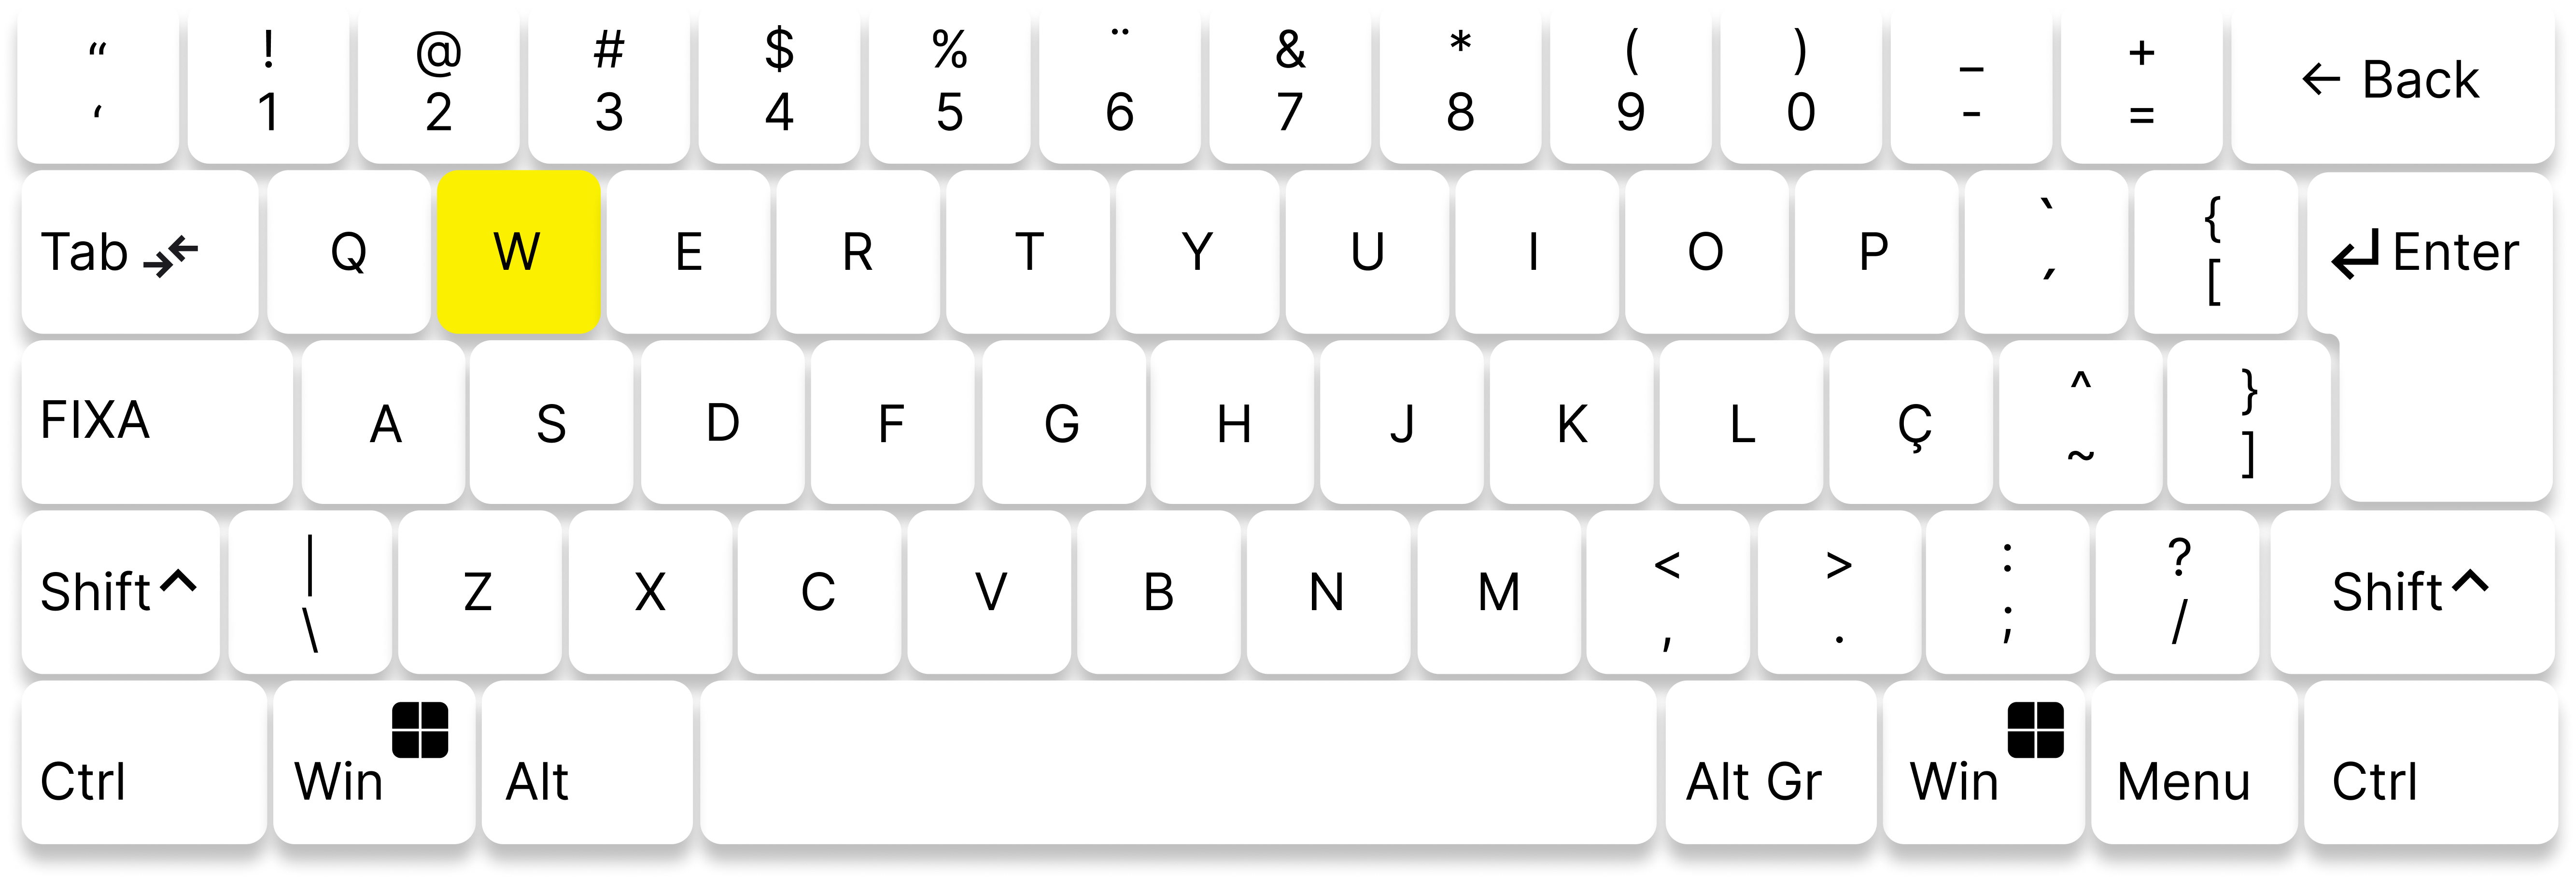 “ ! @ # $ % ¨ & * ( ) _ +
‘ 1 2 3 4 5 6 7 8 9 0 - = ← Back
Tab Q W E R T Y U I O P ` ´ { [ ↵ Enter
FIXA A S D F G H J K L Ç ^ ~ } ]
Shift ^ | \ Z X C V B N M < , > . : ; ? / Shift ^
Ctrl Win Alt Alt Gr Win Menu Ctrl